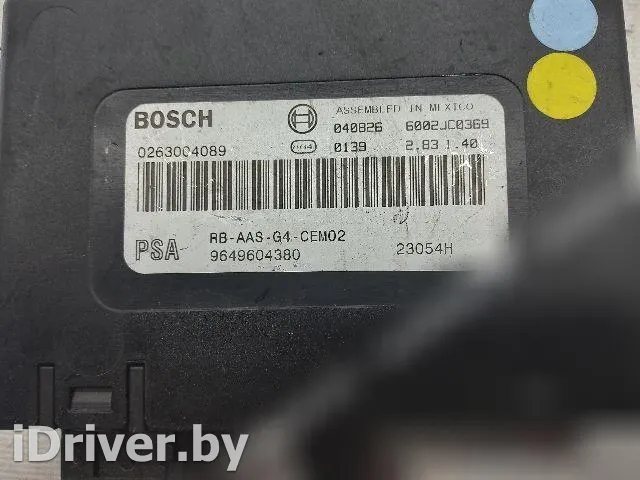 BOSCH
ASSEMBLED IN MEXICO
040826 6002JC0369
0263004089
0139 2.83 1.40
PSA
RB-AAS-G4-CEM02
9649604380
23054H
iDriver.by